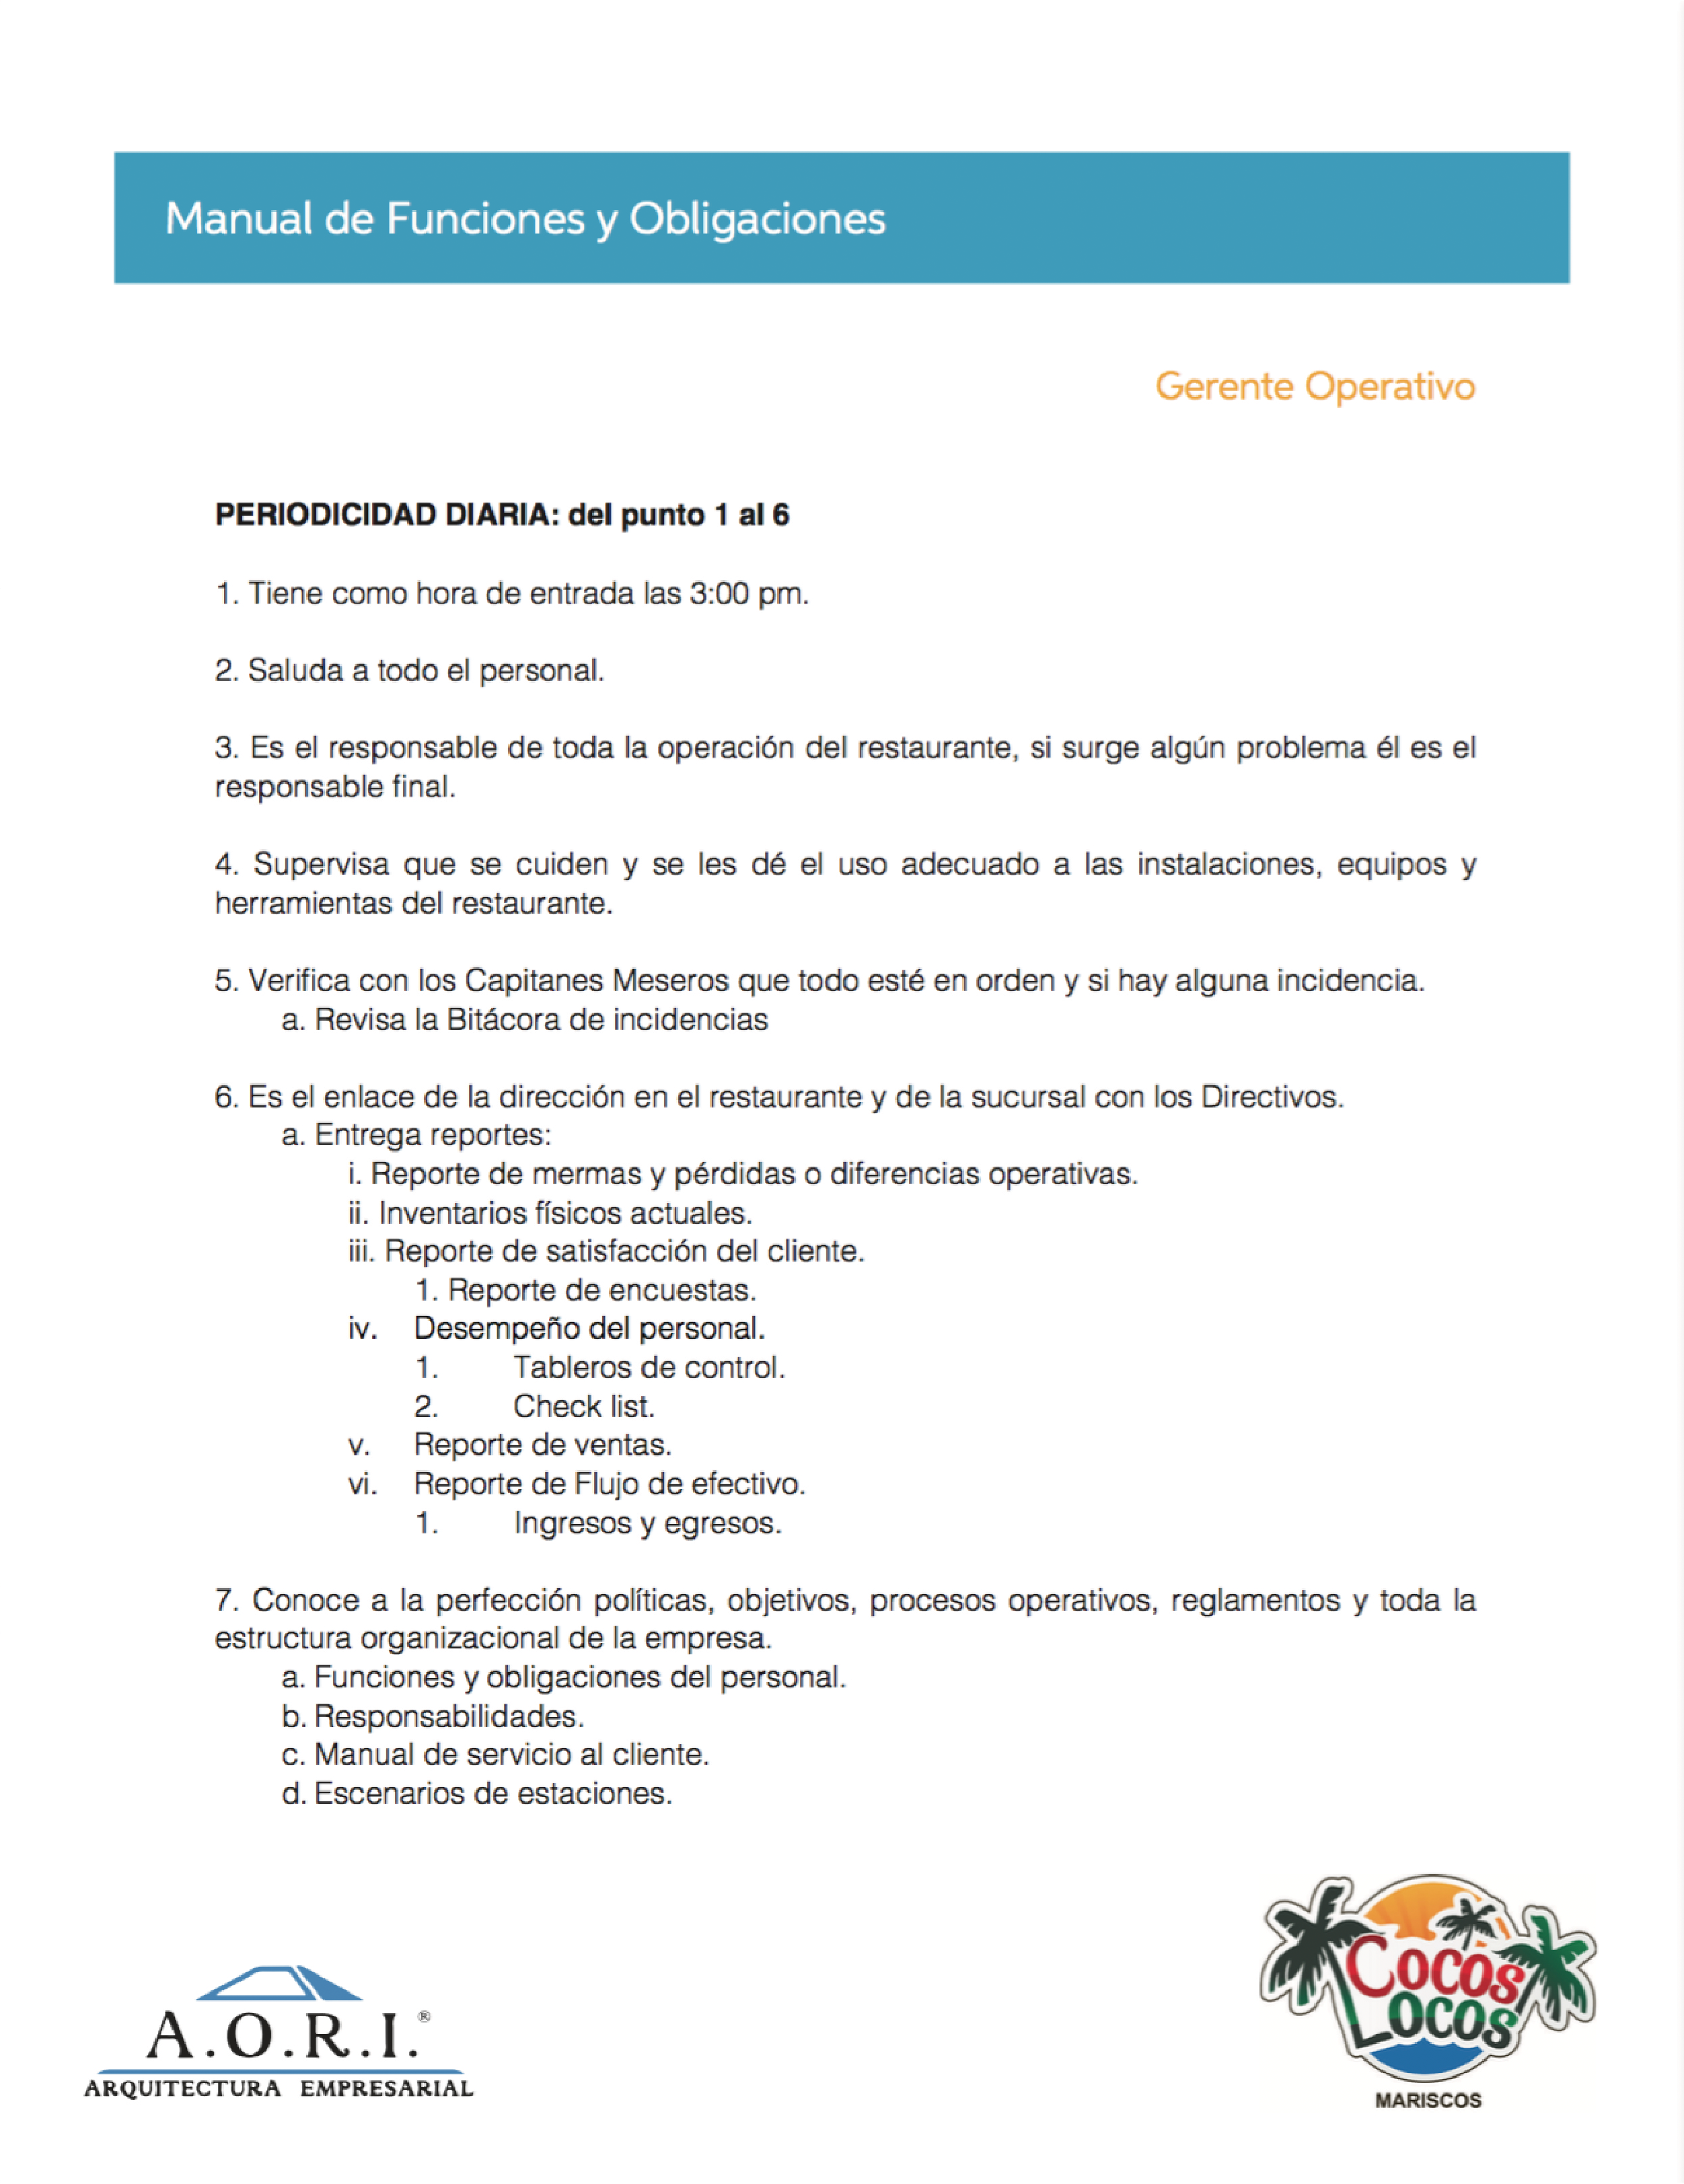 Manual de Funciones y Obligaciones
Gerente Operativo
PERIODICIDAD DIARIA: del punto 1 al 6
1. Tiene como hora de entrada las 3:00 pm.
2. Saluda a todo el personal.
3. Es el responsable de toda la operación del restaurante, si surge algún problema él es el
responsable final.
4. Supervisa que se cuiden y se les dé el uso adecuado a las instalaciones, equipos y
herramientas del restaurante.
5. Verifica con los Capitanes Meseros que todo esté en orden y si hay alguna incidencia.
a. Revisa la Bitácora de incidencias
6. Es el enlace de la dirección en el restaurante y de la sucursal con los Directivos.
a. Entrega reportes:
i. Reporte de mermas y pérdidas o diferencias operativas.
ii. Inventarios físicos actuales.
iii. Reporte de satisfacción del cliente.
1. Reporte de encuestas.
iv. Desempeño del personal.
1. Tableros de control.
2. Check list.
v. Reporte de ventas.
vi. Reporte de Flujo de efectivo.
1. Ingresos y egresos.
7. Conoce a la perfección políticas, objetivos, procesos operativos, reglamentos y toda la
estructura organizacional de la empresa.
a. Funciones y obligaciones del personal.
b. Responsabilidades.
c. Manual de servicio al cliente.
d. Escenarios de estaciones.
A.O.R.I.®
ARQUITECTURA EMPRESARIAL
COCOS
LOCOS
MARISCOS